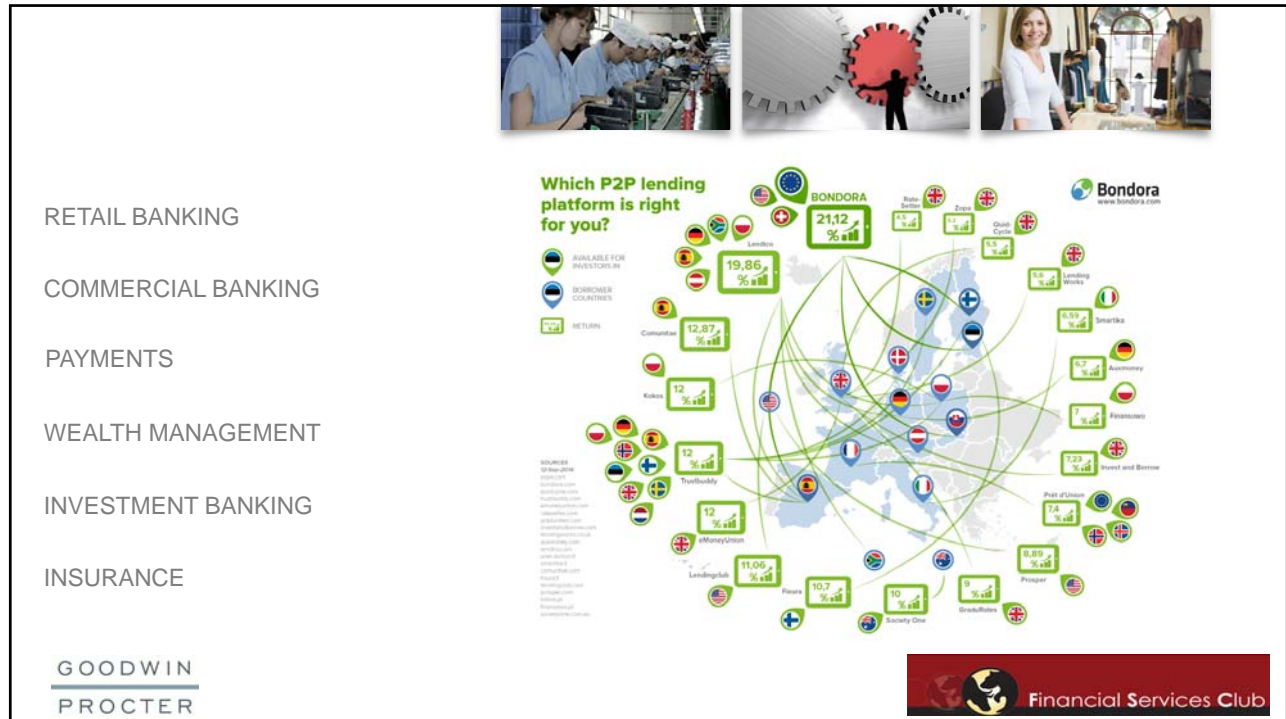 RETAIL BANKING
COMMERCIAL BANKING
PAYMENTS
WEALTH MANAGEMENT
INVESTMENT BANKING
INSURANCE
Which P2P lending
platform is right
for you?
AVAILABLE FOR
INVESTORS IN
BORROWER
COUNTRIES
RETURN
BONDORA
21,12
%
Bondora
www.bondora.com
Lendico
19,86
%
Comunitae
12,87
%
Kokos
12
%
Trustbuddy
12
%
eMoneyUnion
12
%
Lendingclub
11,06
%
10,7
%
Society One
10
%
9
%
Prosper
8,89
%
Prêt d'Union
7,4
%
Invest and Borrow
7,23
%
Finansowo
7
%
Auxmoney
6,7
%
Smartika
6,59
%
Lending
Works
5,6
%
5,5
%
Zopa
Rate-
Setter
SOURCES
GOODWIN
PROCTER
Financial Services Club